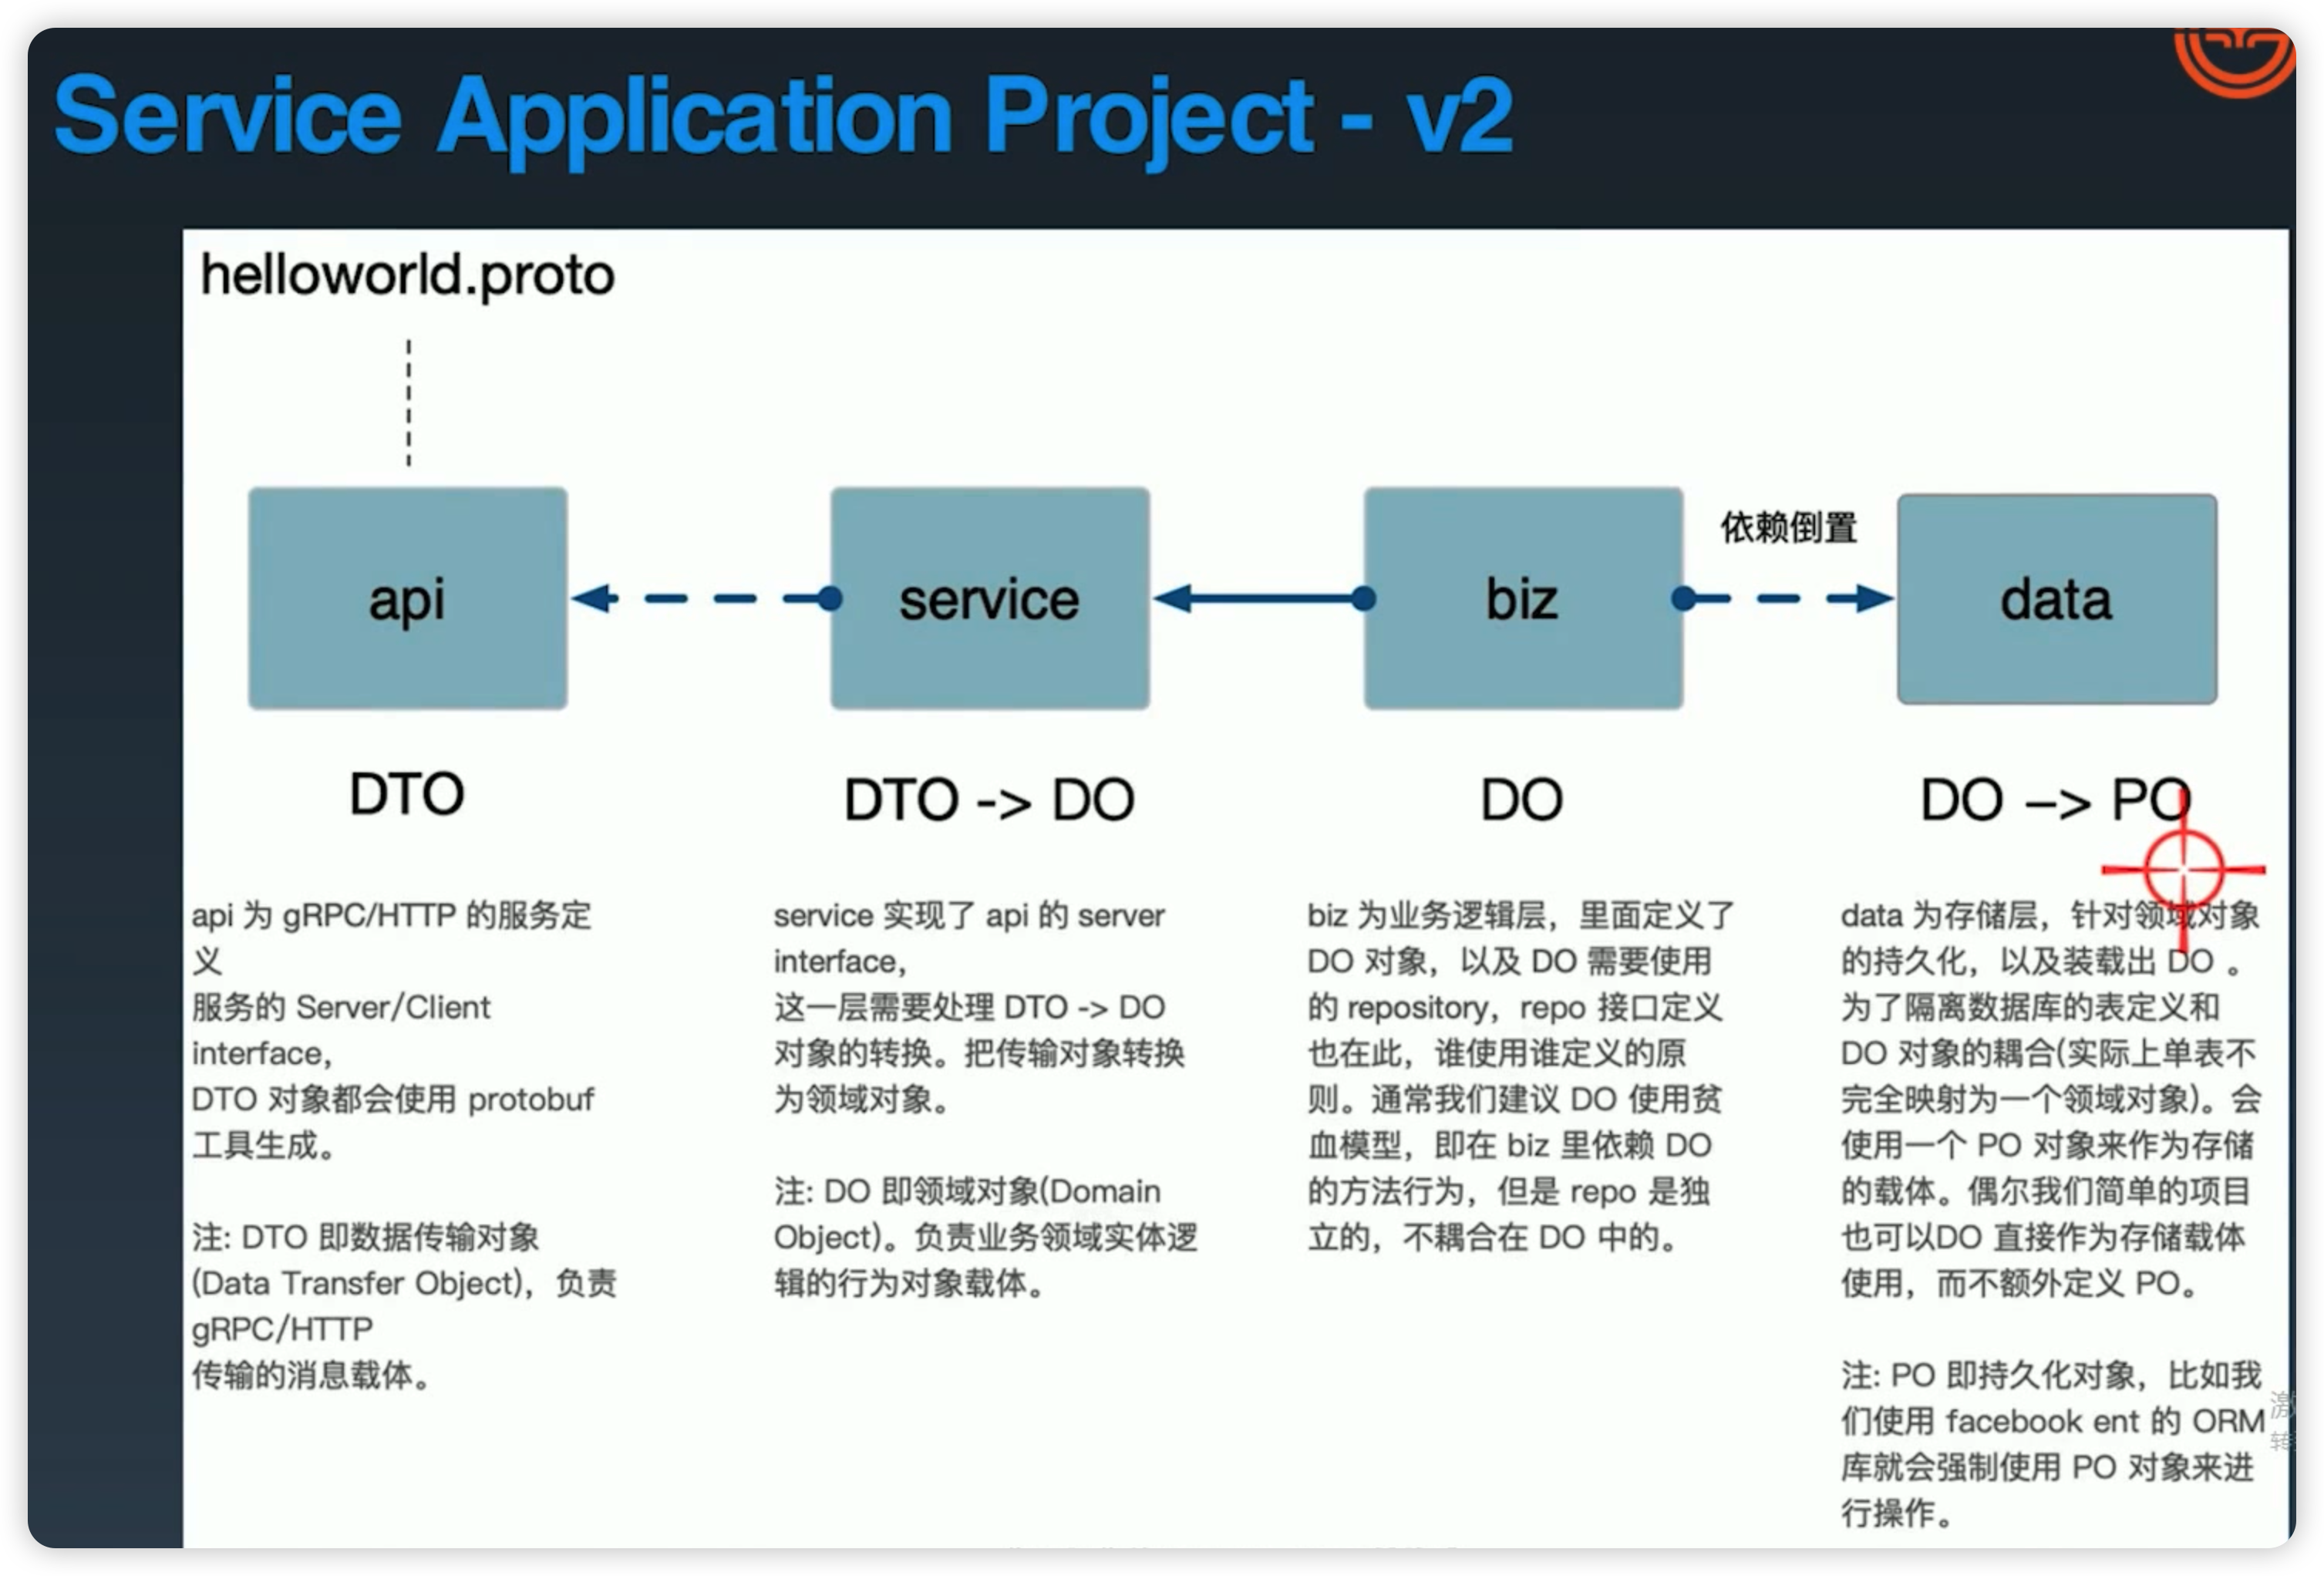 Service Application Project - v2
helloworld.proto
api
service
biz
依赖倒置
data
DTO
DTO -> DO
DO
DO –> PO
api 为 gRPC/HTTP 的服务定
义
服务的 Server/Client
interface，
DTO 对象都会使用 protobuf
工具生成。
注: DTO 即数据传输对象
(Data Transfer Object)，负责
gRPC/HTTP
传输的消息载体。
service 实现了 api 的 server
interface，
这一层需要处理 DTO -> DO
对象的转换。把传输对象转换
为领域对象。
注: DO 即领域对象(Domain
Object)。负责业务领域实体逻
辑的行为对象载体。
biz 为业务逻辑层，里面定义了
DO 对象，以及 DO 需要使用
的 repository，repo 接口定义
也在此，谁使用谁定义的原
则。通常我们建议 DO 使用贫
血模型，即在 biz 里依赖 DO
的方法行为，但是 repo 是独
立的，不耦合在 DO 中的。
data 为存储层，针对领域对象
的持久化，以及装载出 DO 。
为了隔离数据库的表定义和
DO 对象的耦合(实际上单表不
完全映射为一个领域对象)。会
使用一个 PO 对象来作为存储
的载体。偶尔我们简单的项目
也可以DO 直接作为存储载体
使用，而不额外定义 PO。
注: PO 即持久化对象，比如我
们使用 facebook ent 的 ORM
库就会强制使用 PO 对象来进
行操作。
激
转